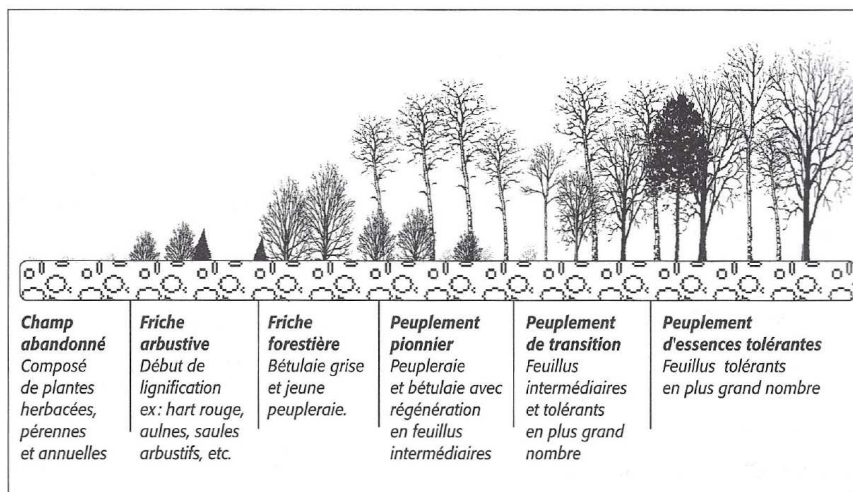 Champ
abandonné
Composé
de plantes
herbacées,
pérennes
et annuelles
Friche
arbustive
Début de
lignification
ex: hart rouge,
aulnes, saules
arbustifs, etc.
Friche
forestière
Bétulaie grise
et jeune
peupleraie.
Peuplement
pionnier
Peupleraie
et bétulaie avec
régénération
en feuillus
intermédiaires
Peuplement
de transition
Feuillus
intermédiaires
et tolérants
en plus grand
nombre
Peuplement
d'essences tolérantes
Feuillus tolérants
en plus grand nombre